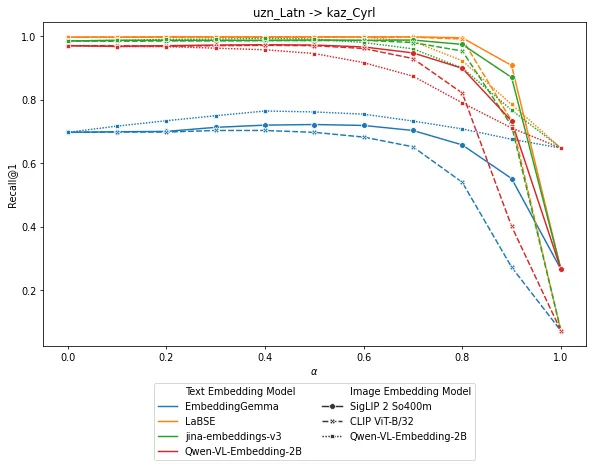 uzn_Latn -> kaz_Cyrl
Recall@1
1.0
0.8
0.6
0.4
0.2
0.0 0.2 0.4 0.6 0.8 1.0
α
Text Embedding Model
EmbeddingGemma
LaBSE
jina-embeddings-v3
Qwen-VL-Embedding-2B
Image Embedding Model
SigLIP 2 So400m
CLIP ViT-B/32
Qwen-VL-Embedding-2B